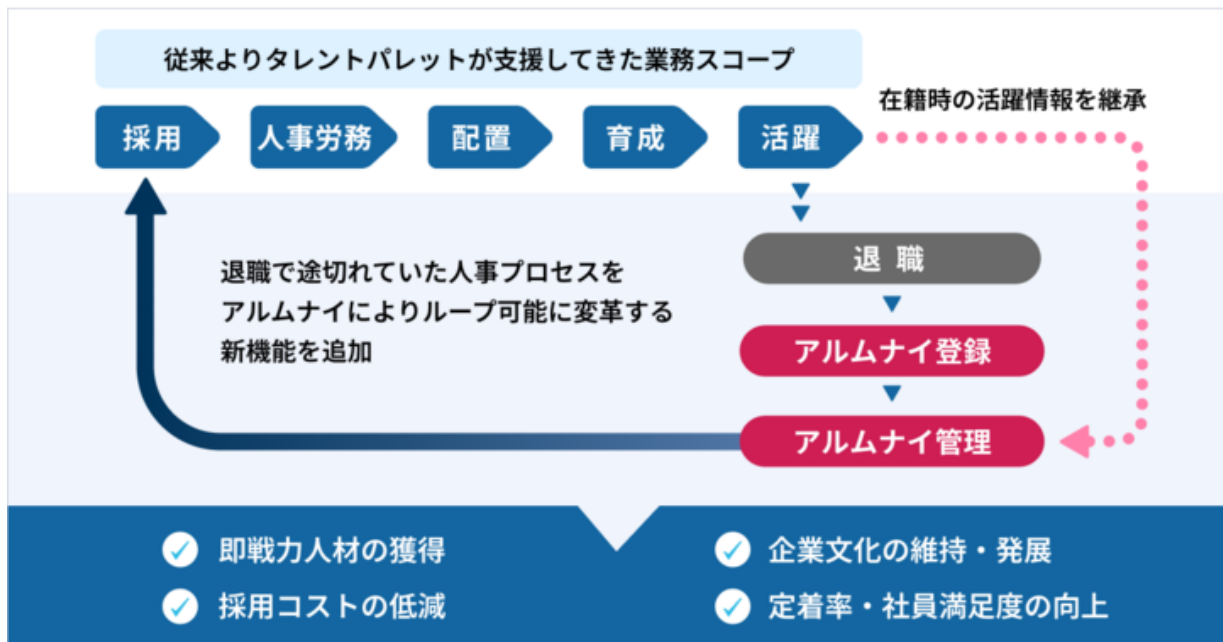 従来よりタレントパレットが支援してきた業務スコープ
在籍時の活躍情報を継承
採用
人事労務
配置
育成
活躍
退職
退職で途切れていた人事プロセスを
アルムナイによりループ可能に変革する
新機能を追加
アルムナイ登録
アルムナイ管理
即戦力人材の獲得
採用コストの低減
企業文化の維持・発展
定着率・社員満足度の向上